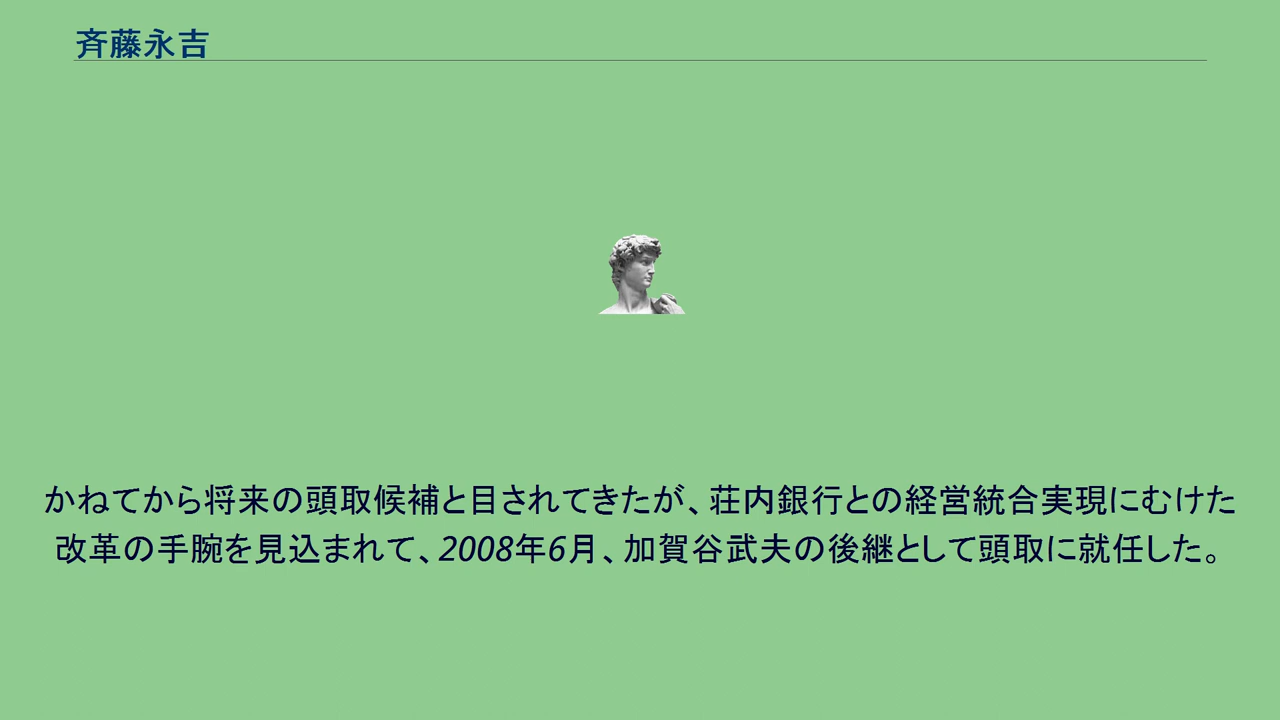 斉藤永吉
かねてから将来の頭取候補と目されてきたが、荘内銀行との経営統合実現にむけた
改革の手腕を見込まれて、2008年6月、加賀谷武夫の後継として頭取に就任した。